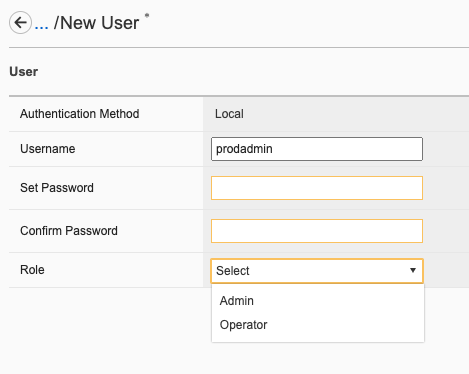 ... /New User *
User
Authentication Method Local
Username prodadmin
Set Password
Confirm Password
Role Select
Admin
Operator